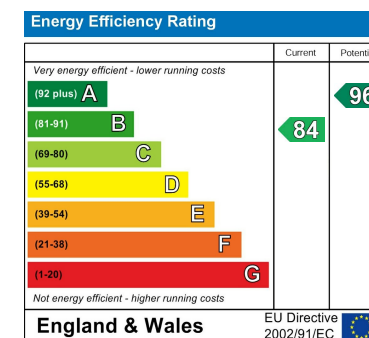 Energy Efficiency Rating
Current Potenti
Very energy efficient - lower running costs
(92 plus) A
96
(81-91) B
84
(69-80) C
(55-68) D
(39-54) E
(21-38) F
(1-20) G
Not energy efficient - higher running costs
England & Wales
EU Directive
2002/91/EC